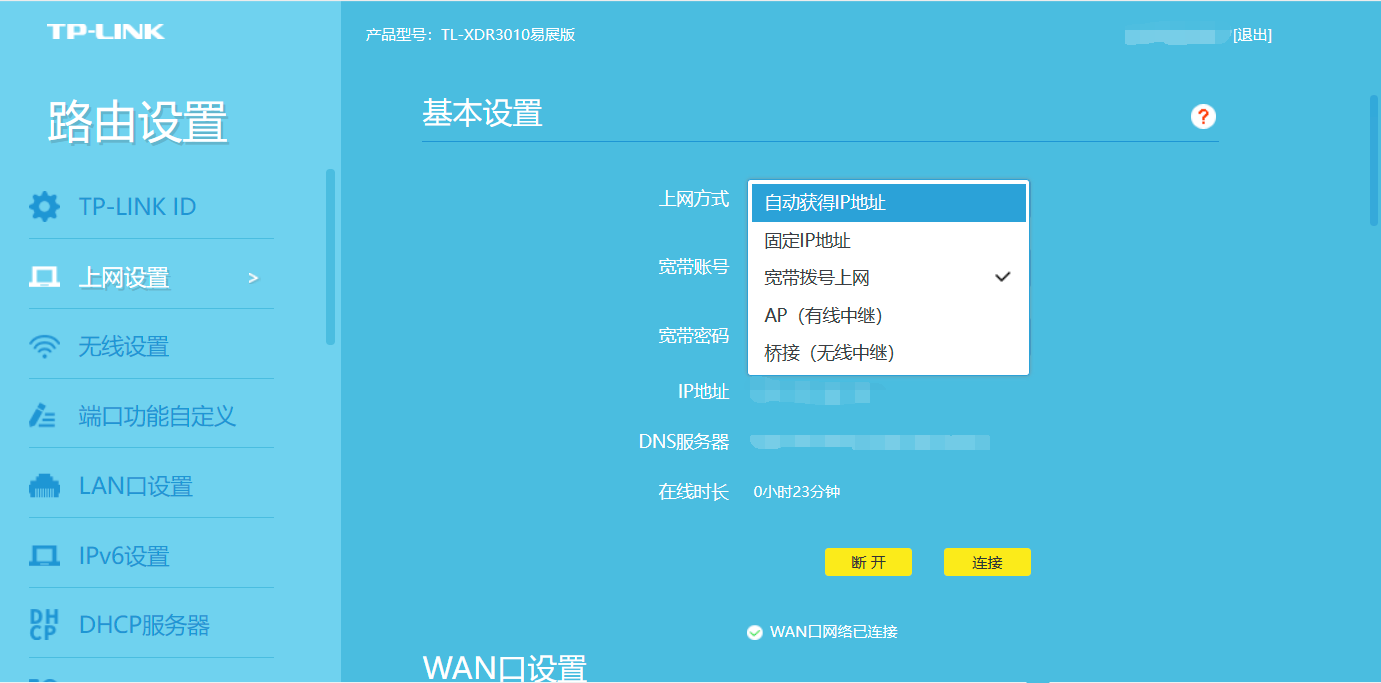 TP-LINK
产品型号：TL-XDR3010易展版
[退出]
路由设置
TP-LINK ID
上网设置 >
无线设置
端口功能自定义
LAN口设置
IPv6设置
DHCP
DHCP服务器
基本设置
?
上网方式
自动获得IP地址
固定IP地址
宽带拨号上网
AP（有线中继）
桥接（无线中继）
宽带账号
宽带密码
IP地址
DNS服务器
在线时长 0小时23分钟
断 开 连接
WAN口网络已连接
WAN口设置